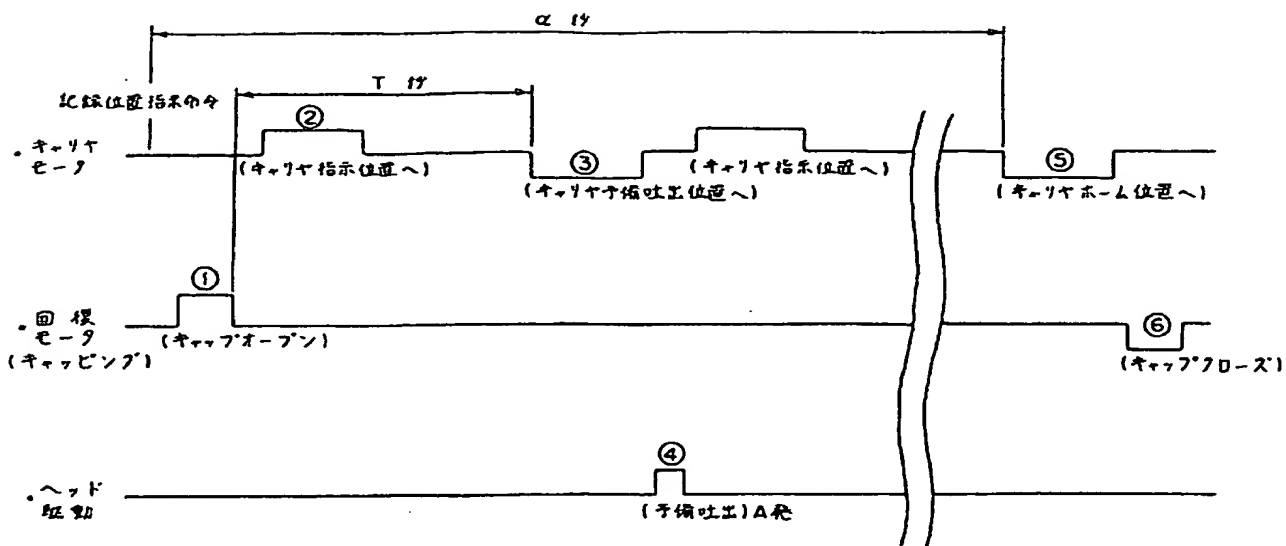 α 秒
T 秒
記録位置指示命令
②
・キャリヤ
モータ
(キャリヤ指示位置へ)
③
(キャリヤ予備吐出位置へ)
(キャリヤ指示位置へ)
⑤
(キャリヤホーム位置へ)
①
・回復
モータ
(キャッピング)
(キャップオープン)
⑥
(キャップクローズ)
④
・ヘッド
駆動
(予備吐出)A発